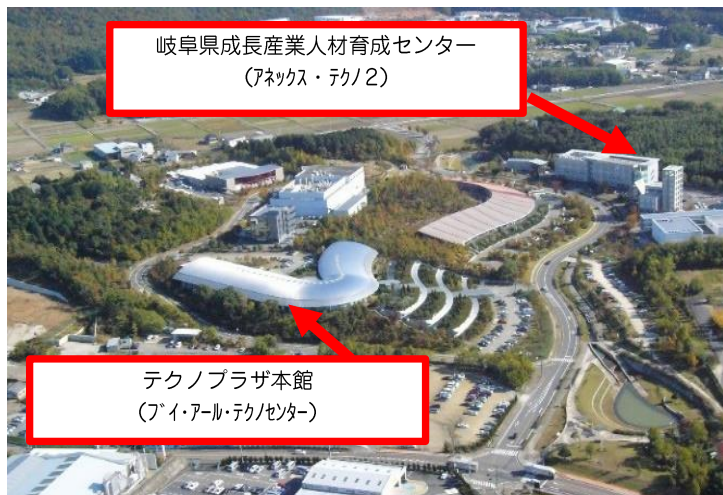 岐阜県成長産業人材育成センター
(ｱﾈｯｸｽ・ﾃｸﾉ２)
テクノプラザ本館
(ﾌﾞｲ・ｱｰﾙ・ﾃｸﾉｾﾝﾀｰ)